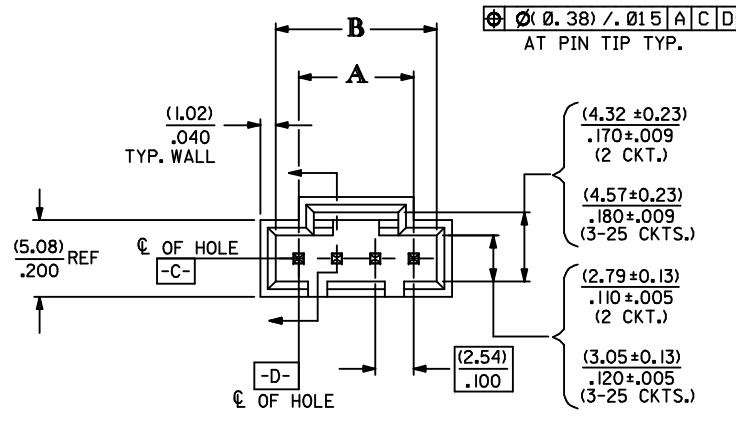 ⌖ Ø(0.38)/.015 A C D
AT PIN TIP TYP.
B
A
(1.02)
.040
TYP. WALL
(4.32 ±0.23)
.170±.009
(2 CKT.)
(4.57±0.23)
.180±.009
(3-25 CKTS.)
(5.08)
.200
REF
℄ OF HOLE
-C-
(2.79±0.13)
.110±.005
(2 CKT.)
(3.05±0.13)
.120±.005
(3-25 CKTS.)
-D-
℄ OF HOLE
(2.54)
.100